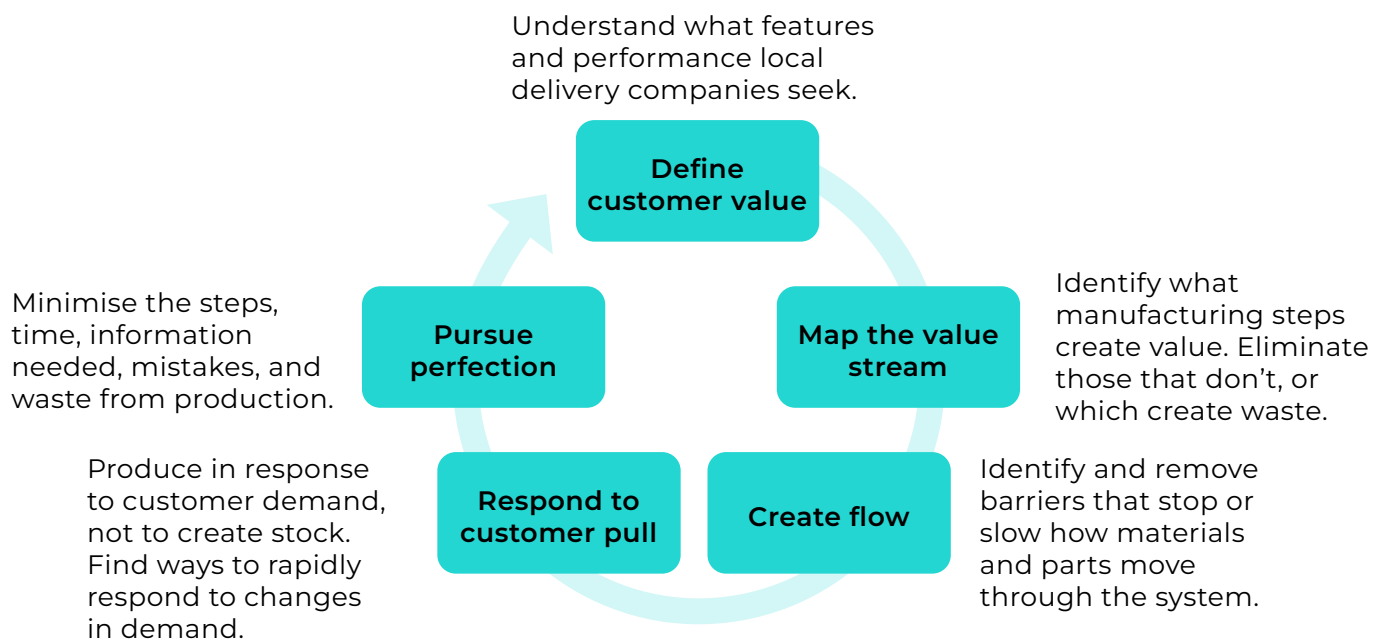 Understand what features
and performance local
delivery companies seek.
Define
customer value
Identify what
manufacturing steps
create value. Eliminate
those that don’t, or
which create waste.
Map the value
stream
Identify and remove
barriers that stop or
slow how materials
and parts move
through the system.
Create flow
Produce in response
to customer demand,
not to create stock.
Find ways to rapidly
respond to changes
in demand.
Respond to
customer pull
Minimise the steps,
time, information
needed, mistakes, and
waste from production.
Pursue
perfection